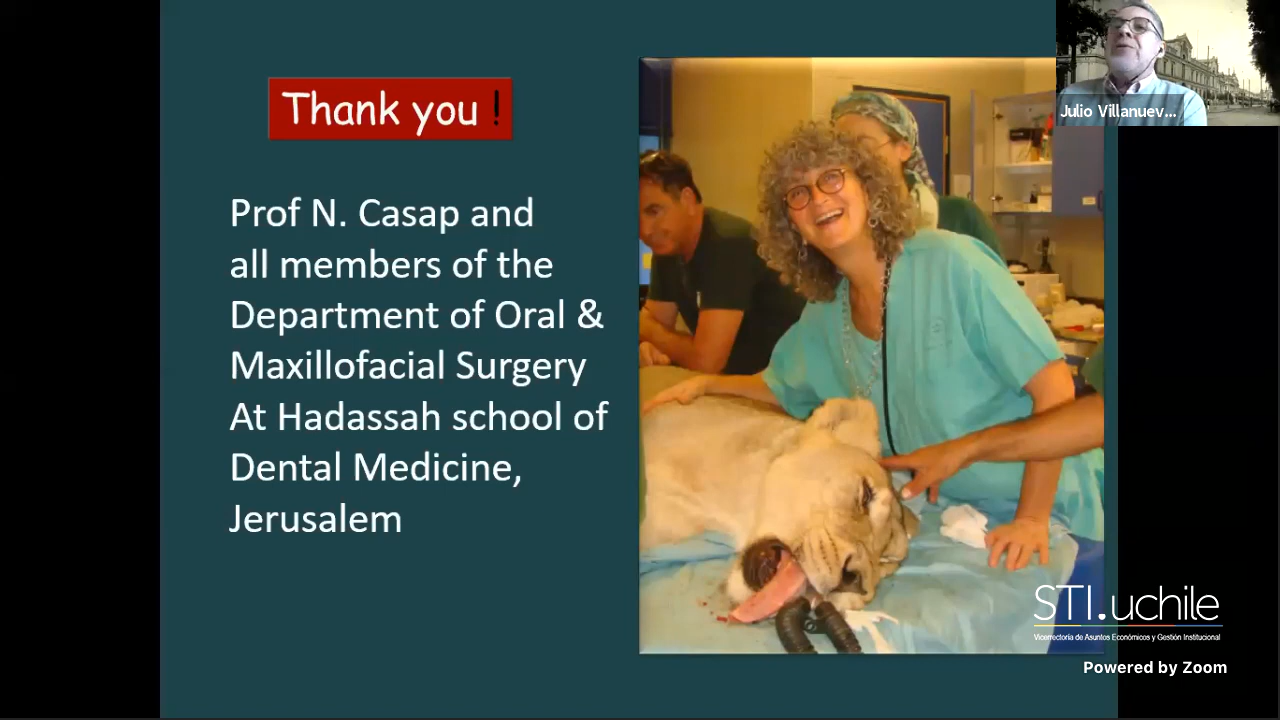 Thank you !
Prof N. Casap and
all members of the
Department of Oral &
Maxillofacial Surgery
At Hadassah school of
Dental Medicine,
Jerusalem
Julio Villanuev...
STI.uchile
Vicerrectoría de Asuntos Económicos y Gestión Institucional
Powered by Zoom